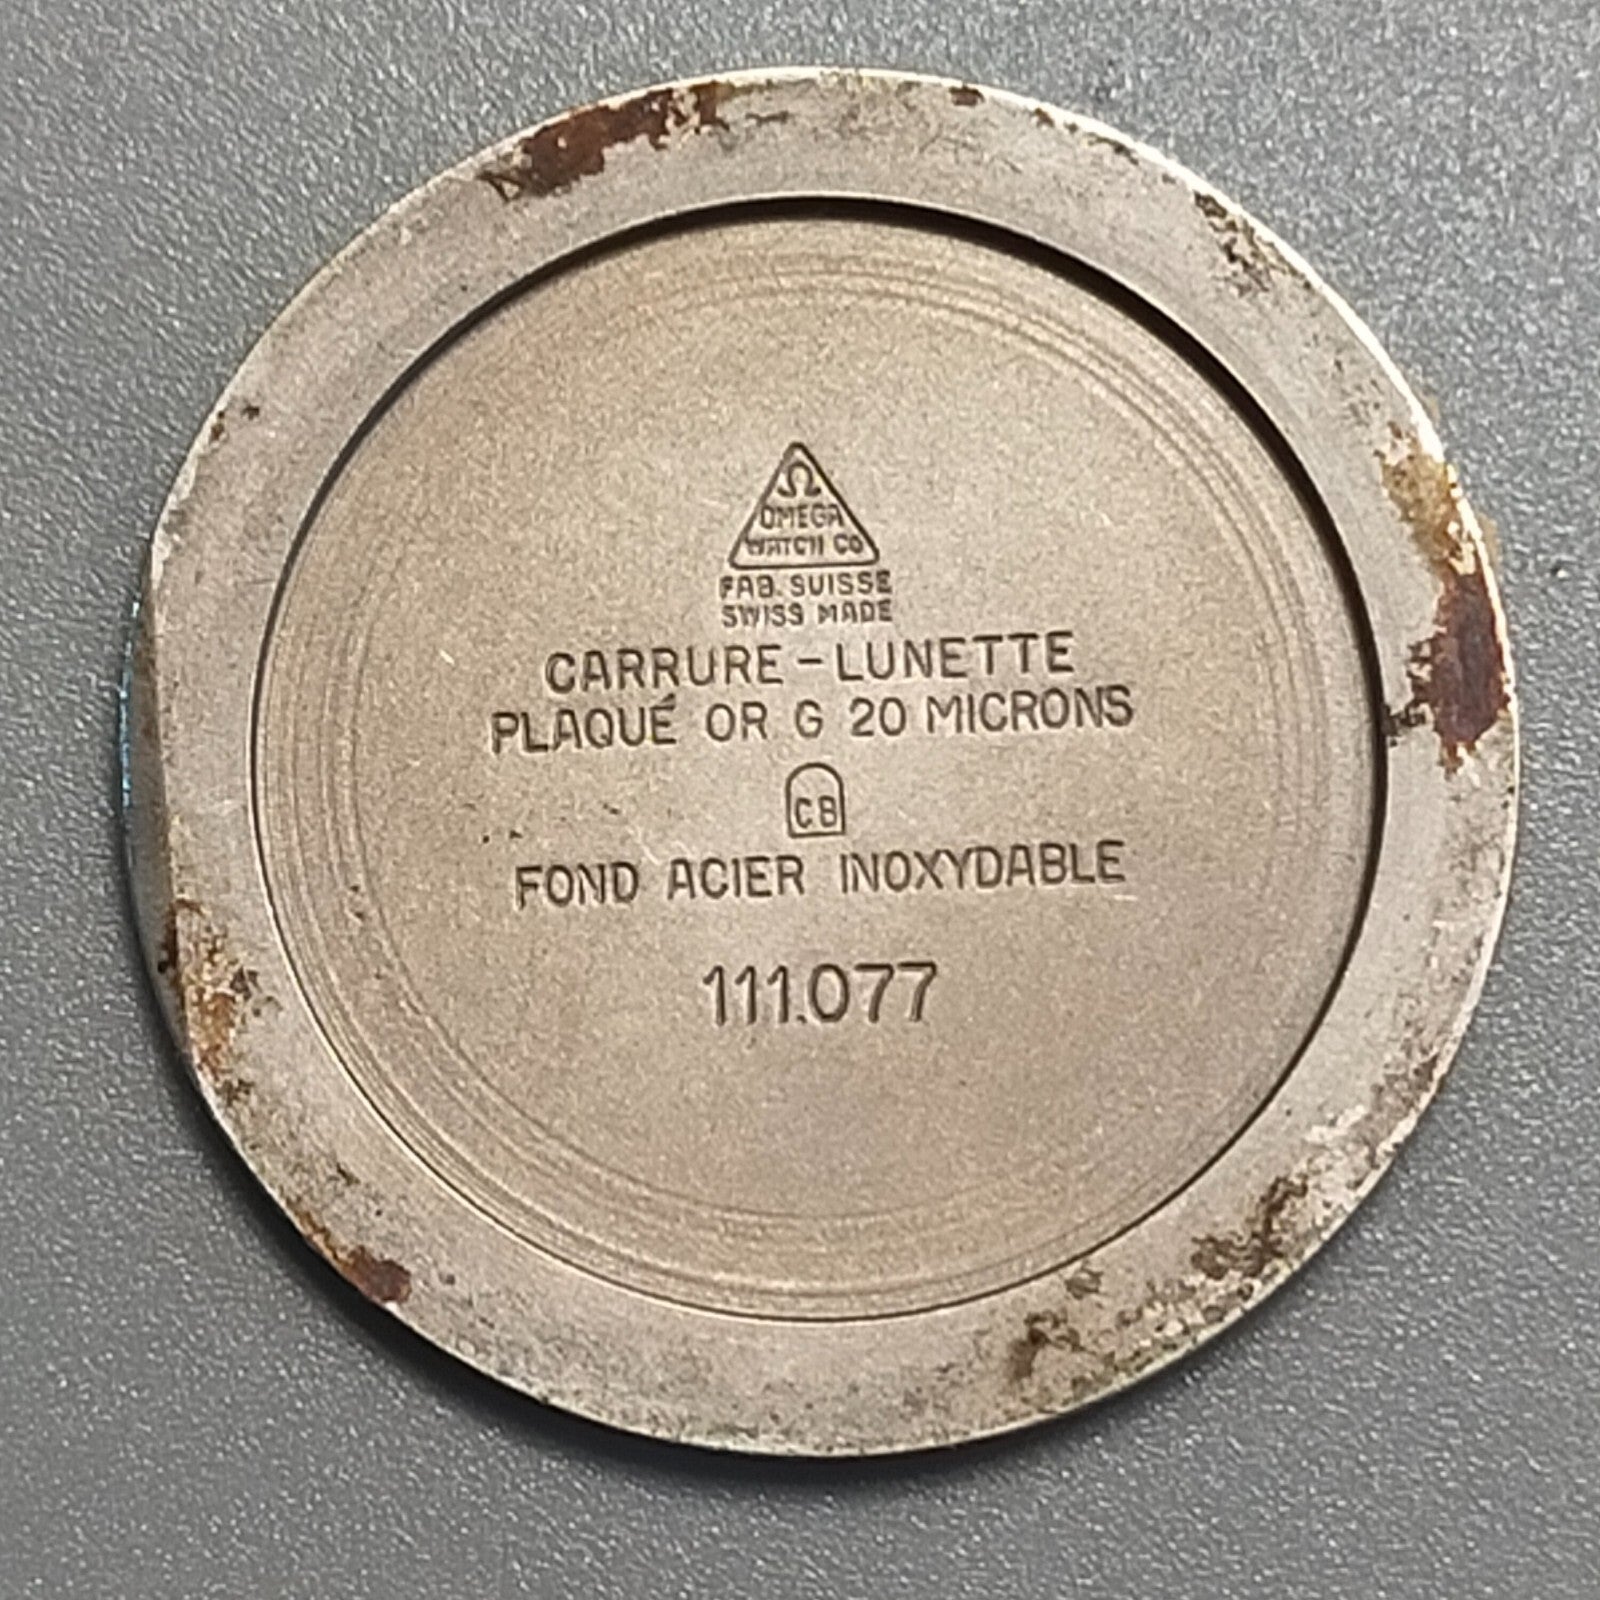 Ω
OMEGA
WATCH CO
FAB. SUISSE
SWISS MADE
CARRURE - LUNETTE
PLAQUÉ OR G 20 MICRONS
CB
FOND ACIER INOXYDABLE
111.077